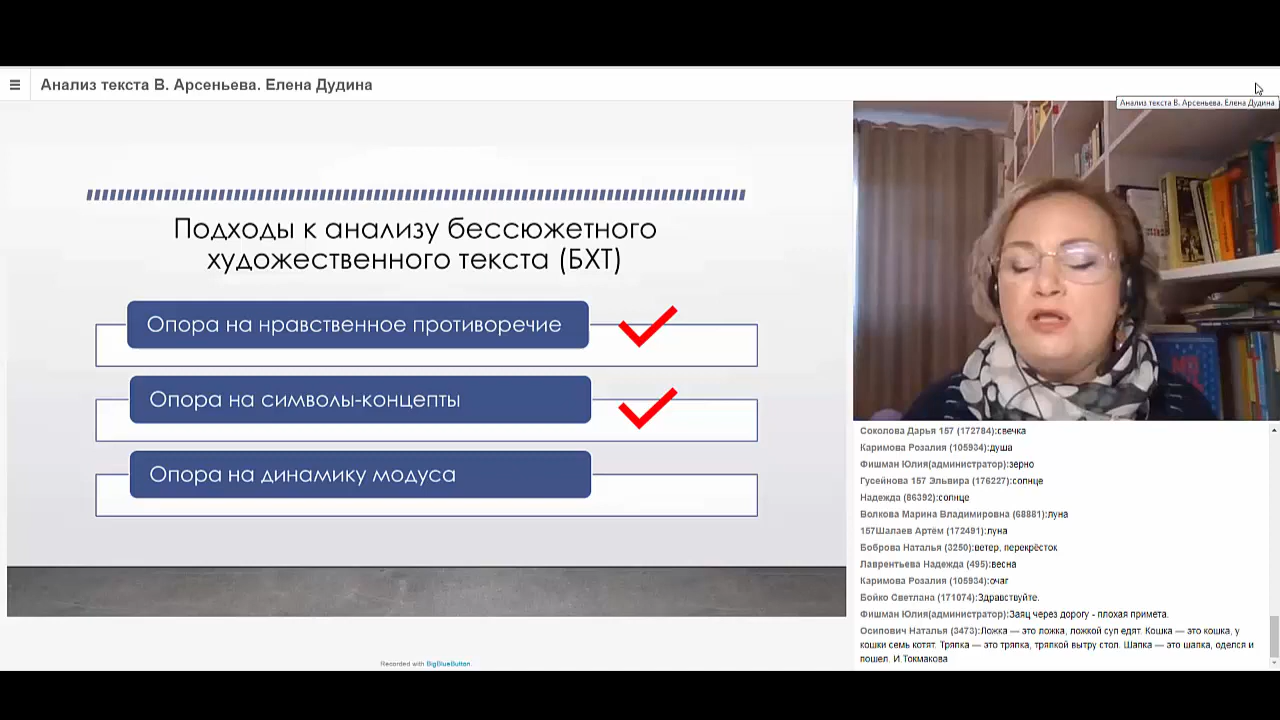 Анализ текста В. Арсеньева. Елена Дудина
Анализ текста В. Арсеньева. Елена Дудина
Подходы к анализу бессюжетного
художественного текста (БХТ)
Опора на нравственное противоречие
Опора на символы-концепты
Опора на динамику модуса
Соколова Дарья 157 (172784):свечка
Каримова Розалия (105934):душа
Фишман Юлия(администратор):зерно
Гусейнова 157 Эльвира (176227):солнце
Надежда (86392):солнце
Волкова Марина Владимировна (68881):луна
157Шалаев Артём (172491):луна
Боброва Наталья (3250):ветер, перекрёсток
Лаврентьева Надежда (495):весна
Каримова Розалия (105934):очаг
Бойко Светлана (171074):Здравствуйте.
Фишман Юлия(администратор):Заяц через дорогу - плохая примета.
Осипович Наталья (3473):Ложка — это ложка, ложкой суп едят. Кошка — это кошка, у
кошки семь котят. Тряпка — это тряпка, тряпкой вытру стол. Шапка — это шапка, оделся и
пошел. И.Токмакова
Recorded with BigBlueButton.